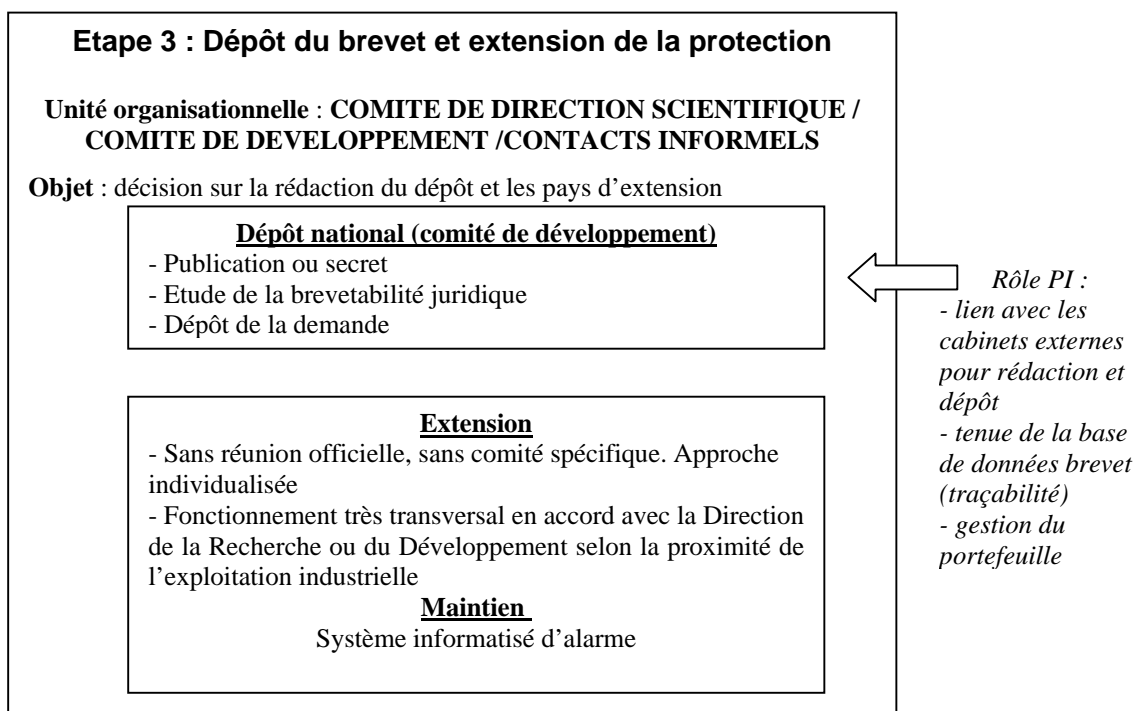 Etape 3 : Dépôt du brevet et extension de la protection
Unité organisationnelle : COMITE DE DIRECTION SCIENTIFIQUE /
COMITE DE DEVELOPPEMENT /CONTACTS INFORMELS
Objet : décision sur la rédaction du dépôt et les pays d’extension
Dépôt national (comité de développement)
- Publication ou secret
- Etude de la brevetabilité juridique
- Dépôt de la demande
Extension
- Sans réunion officielle, sans comité spécifique. Approche
individualisée
- Fonctionnement très transversal en accord avec la Direction
de la Recherche ou du Développement selon la proximité de
l’exploitation industrielle
Maintien
Système informatisé d’alarme
Rôle PI :
- lien avec les
cabinets externes
pour rédaction et
dépôt
- tenue de la base
de données brevet
(traçabilité)
- gestion du
portefeuille